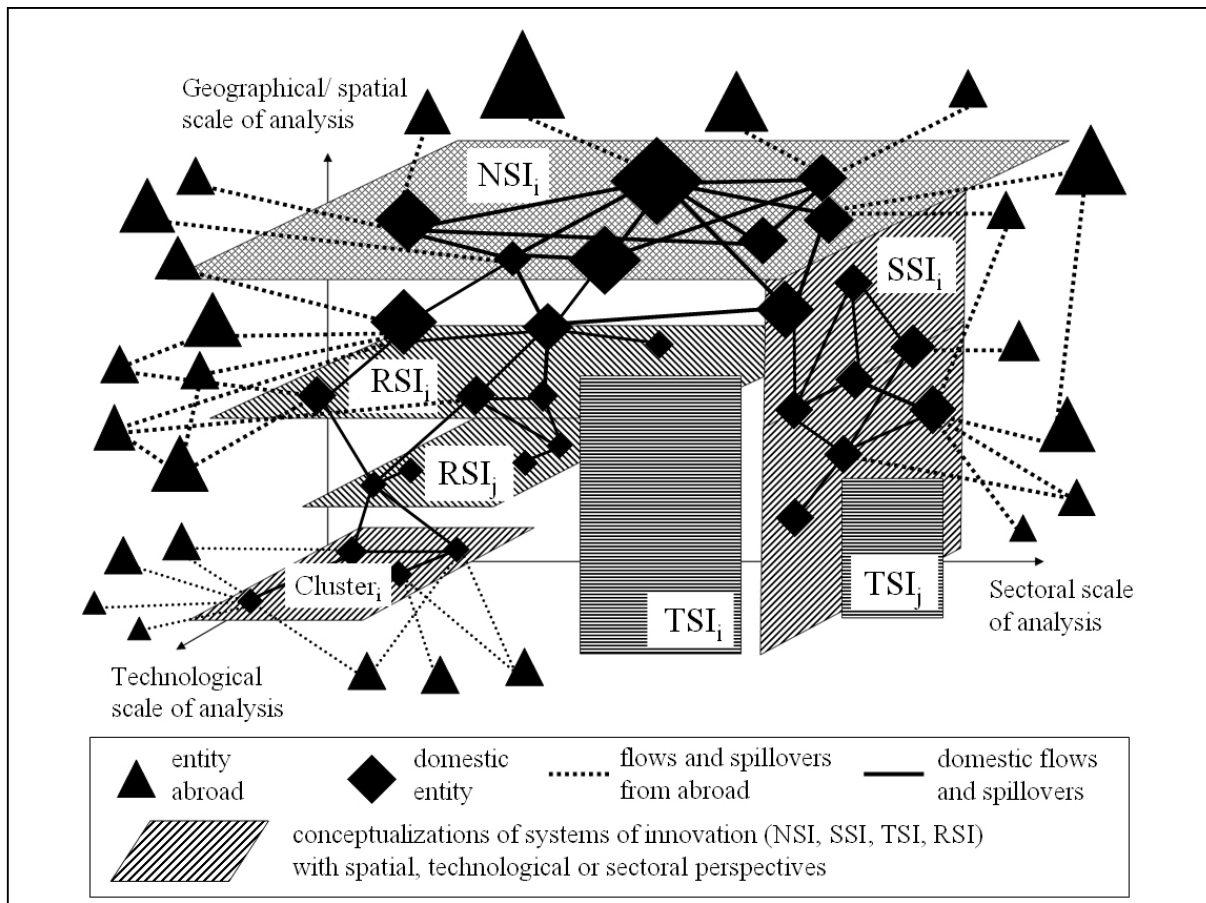 Geographical/ spatial
scale of analysis
NSIi
SSIi
RSIi
RSIj
Clusteri
TSIi
TSIj
Sectoral scale
of analysis
Technological
scale of analysis
entity
abroad
domestic
entity
flows and spillovers
from abroad
domestic flows
and spillovers
conceptualizations of systems of innovation (NSI, SSI, TSI, RSI)
with spatial, technological or sectoral perspectives